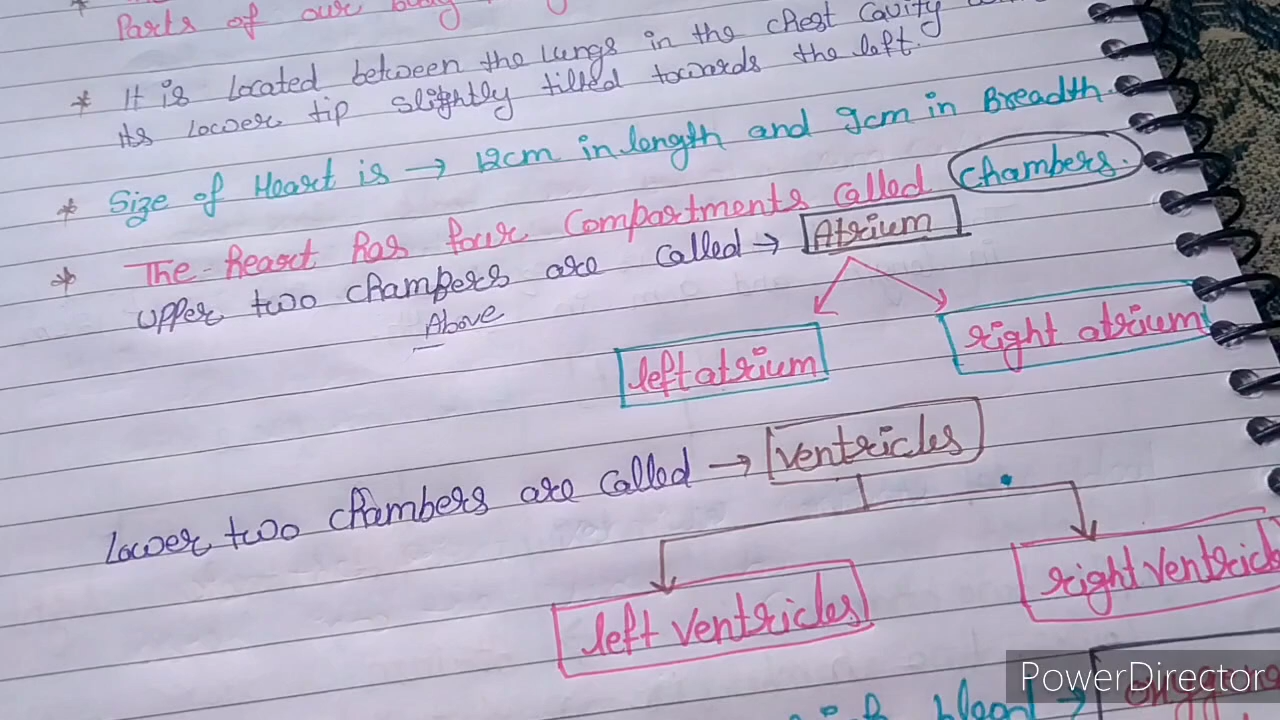 Parts of our body
* It is located between the lungs in the chest cavity
its lower tip slightly tilted towards the left.
* Size of Heart is → 12cm in length and 9cm in Breadth.
* The heart has four Compartments called Chambers.
upper two chambers are called → Atrium
Above
left atrium right atrium
Lower two chambers are called → ventricles
left ventricles right ventricl
PowerDirector
blood →